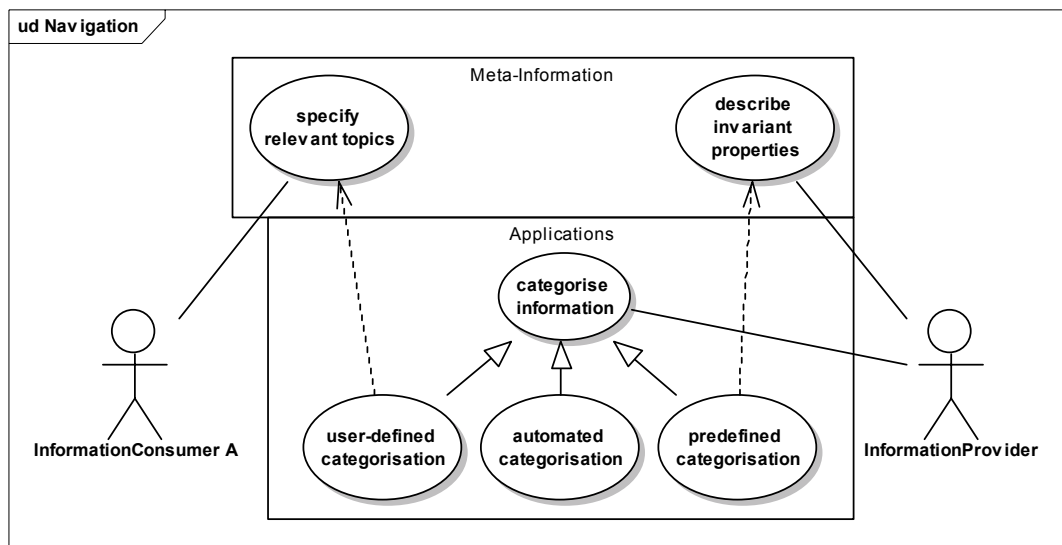 ud Navigation
Meta-Information
specify
relevant topics
describe
invariant
properties
Applications
categorise
information
user-defined
categorisation
automated
categorisation
predefined
categorisation
InformationConsumer A
InformationProvider